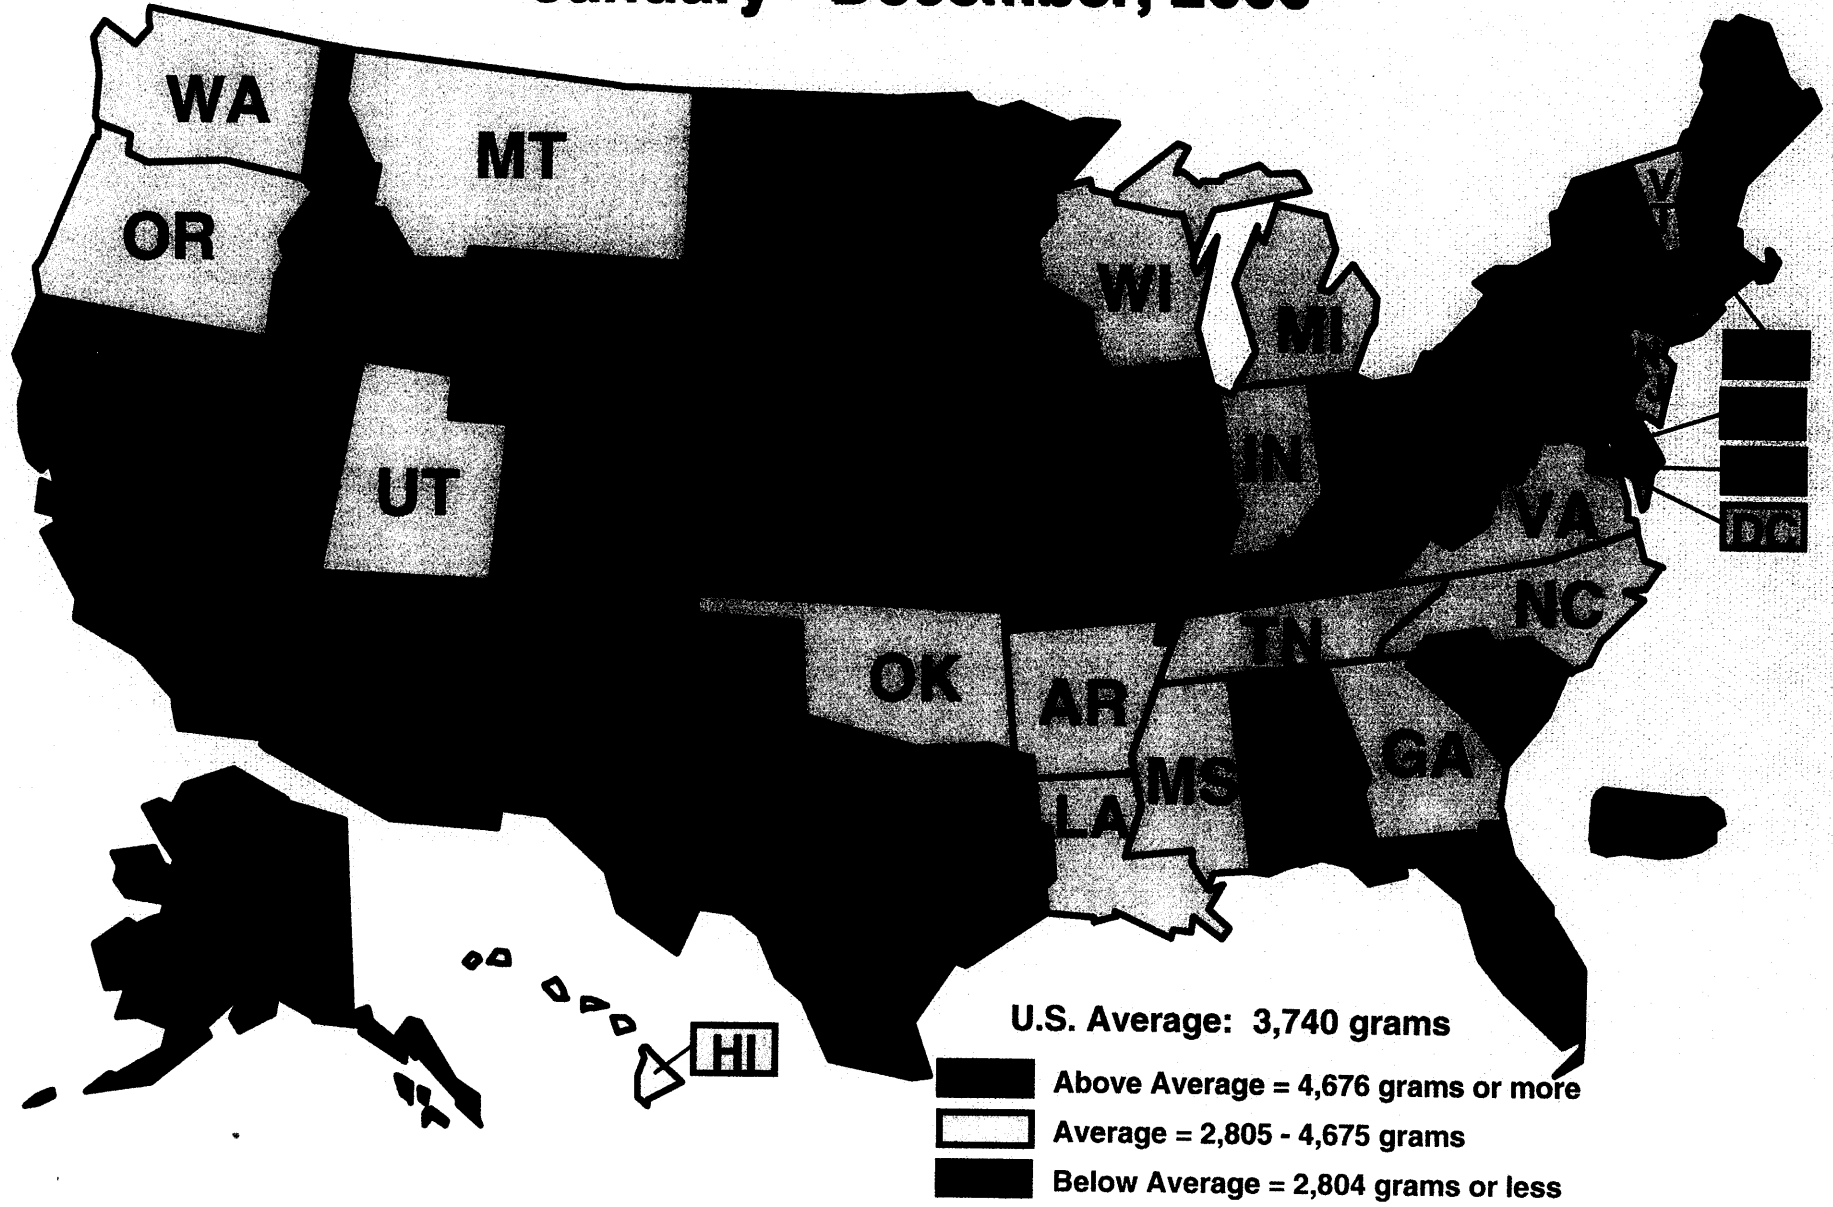 WA
MT
OR
VT
WI
MI
NJ
IN
UT
VA
DC
NC
TN
OK
AR
GA
MS
LA
HI
U.S. Average: 3,740 grams
Above Average = 4,676 grams or more
Average = 2,805 - 4,675 grams
Below Average = 2,804 grams or less